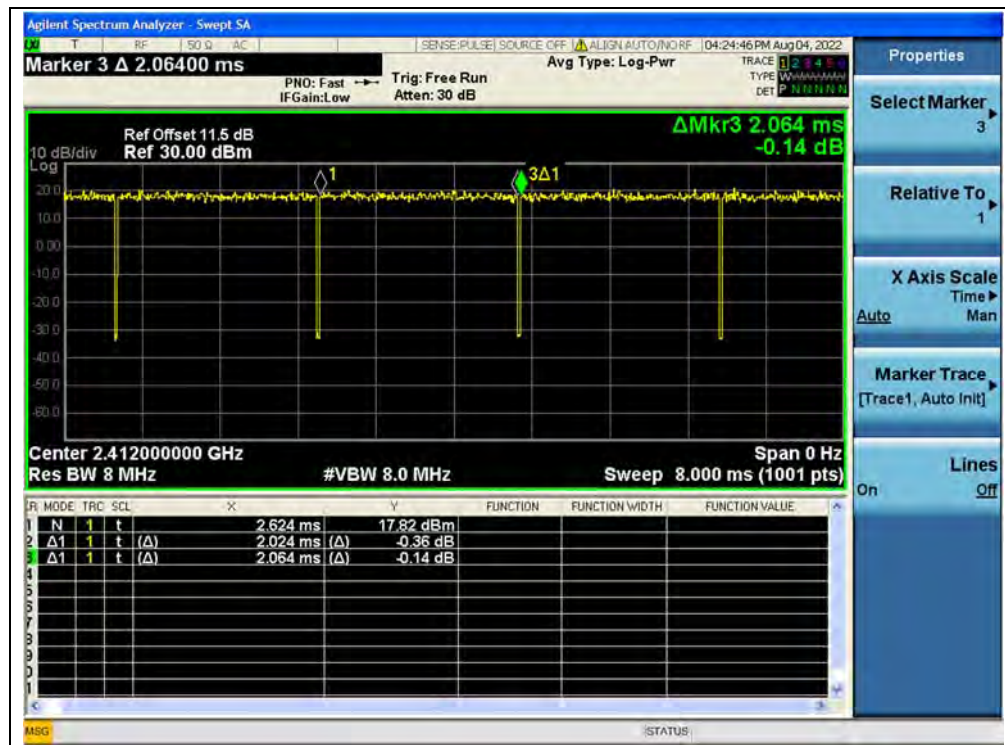 Agilent Spectrum Analyzer - Swept SA
T RF 50 Ω AC SENSE:PULSE SOURCE OFF ALIGN AUTO/NO RF 04:24:46 PM Aug 04, 2022
Marker 3 Δ 2.06400 ms
PNO: Fast
IFGain:Low
Trig: Free Run
Atten: 30 dB
Avg Type: Log-Pwr
TRACE 1 2 3 4 5 6
TYPE W
DET P N N N N N
ΔMkr3 2.064 ms
-0.14 dB
Ref Offset 11.5 dB
10 dB/div Ref 30.00 dBm
Log
1
3Δ1
20.0
10.0
0.00
-10.0
-20.0
-30.0
-40.0
-50.0
-60.0
Center 2.412000000 GHz Span 0 Hz
Res BW 8 MHz #VBW 8.0 MHz Sweep 8.000 ms (1001 pts)
MODE TRC SCL X Y FUNCTION FUNCTION WIDTH FUNCTION VALUE
1 N 1 t 2.624 ms 17.82 dBm
2 Δ1 1 t (Δ) 2.024 ms (Δ) -0.36 dB
3 Δ1 1 t (Δ) 2.064 ms (Δ) -0.14 dB
4
5
6
7
8
9
MSG STATUS
Properties
Select Marker
3
Relative To
1
X Axis Scale
Time
Auto Man
Marker Trace
[Trace1, Auto Init]
Lines
On Off